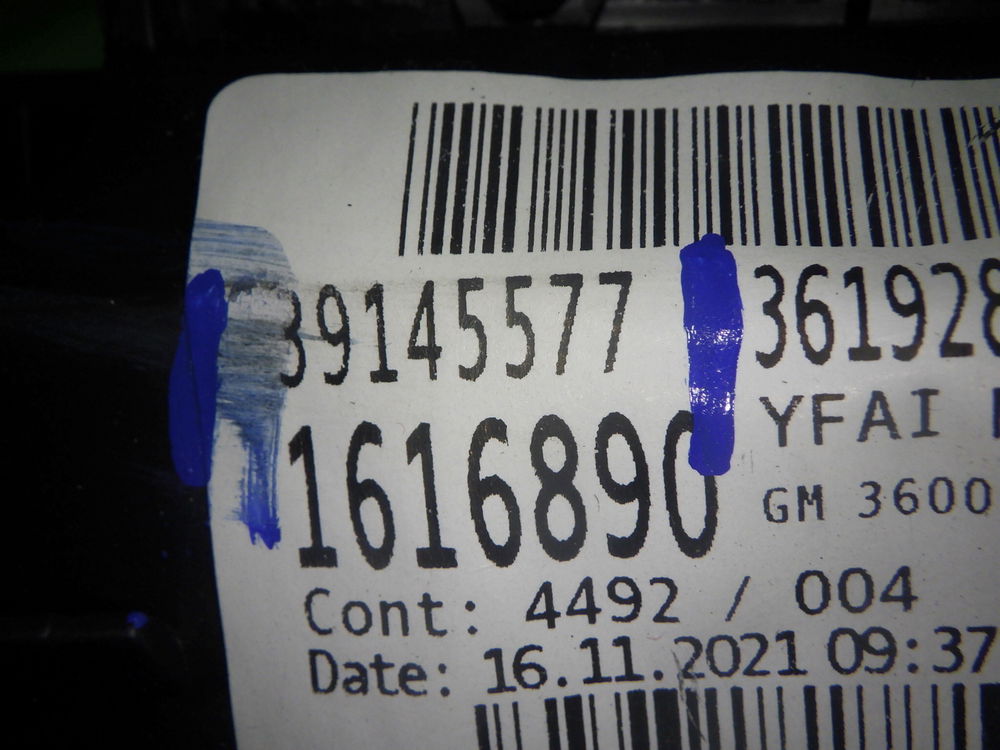 39145577 361928
1616890 YFAI
GM 3600
Cont: 4492 / 004
Date: 16.11.2021 09:37